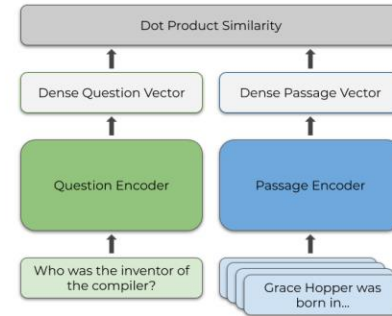 Dot Product Similarity
Dense Question Vector
Dense Passage Vector
Question Encoder
Passage Encoder
Who was the inventor of
the compiler?
Grace Hopper was
born in...